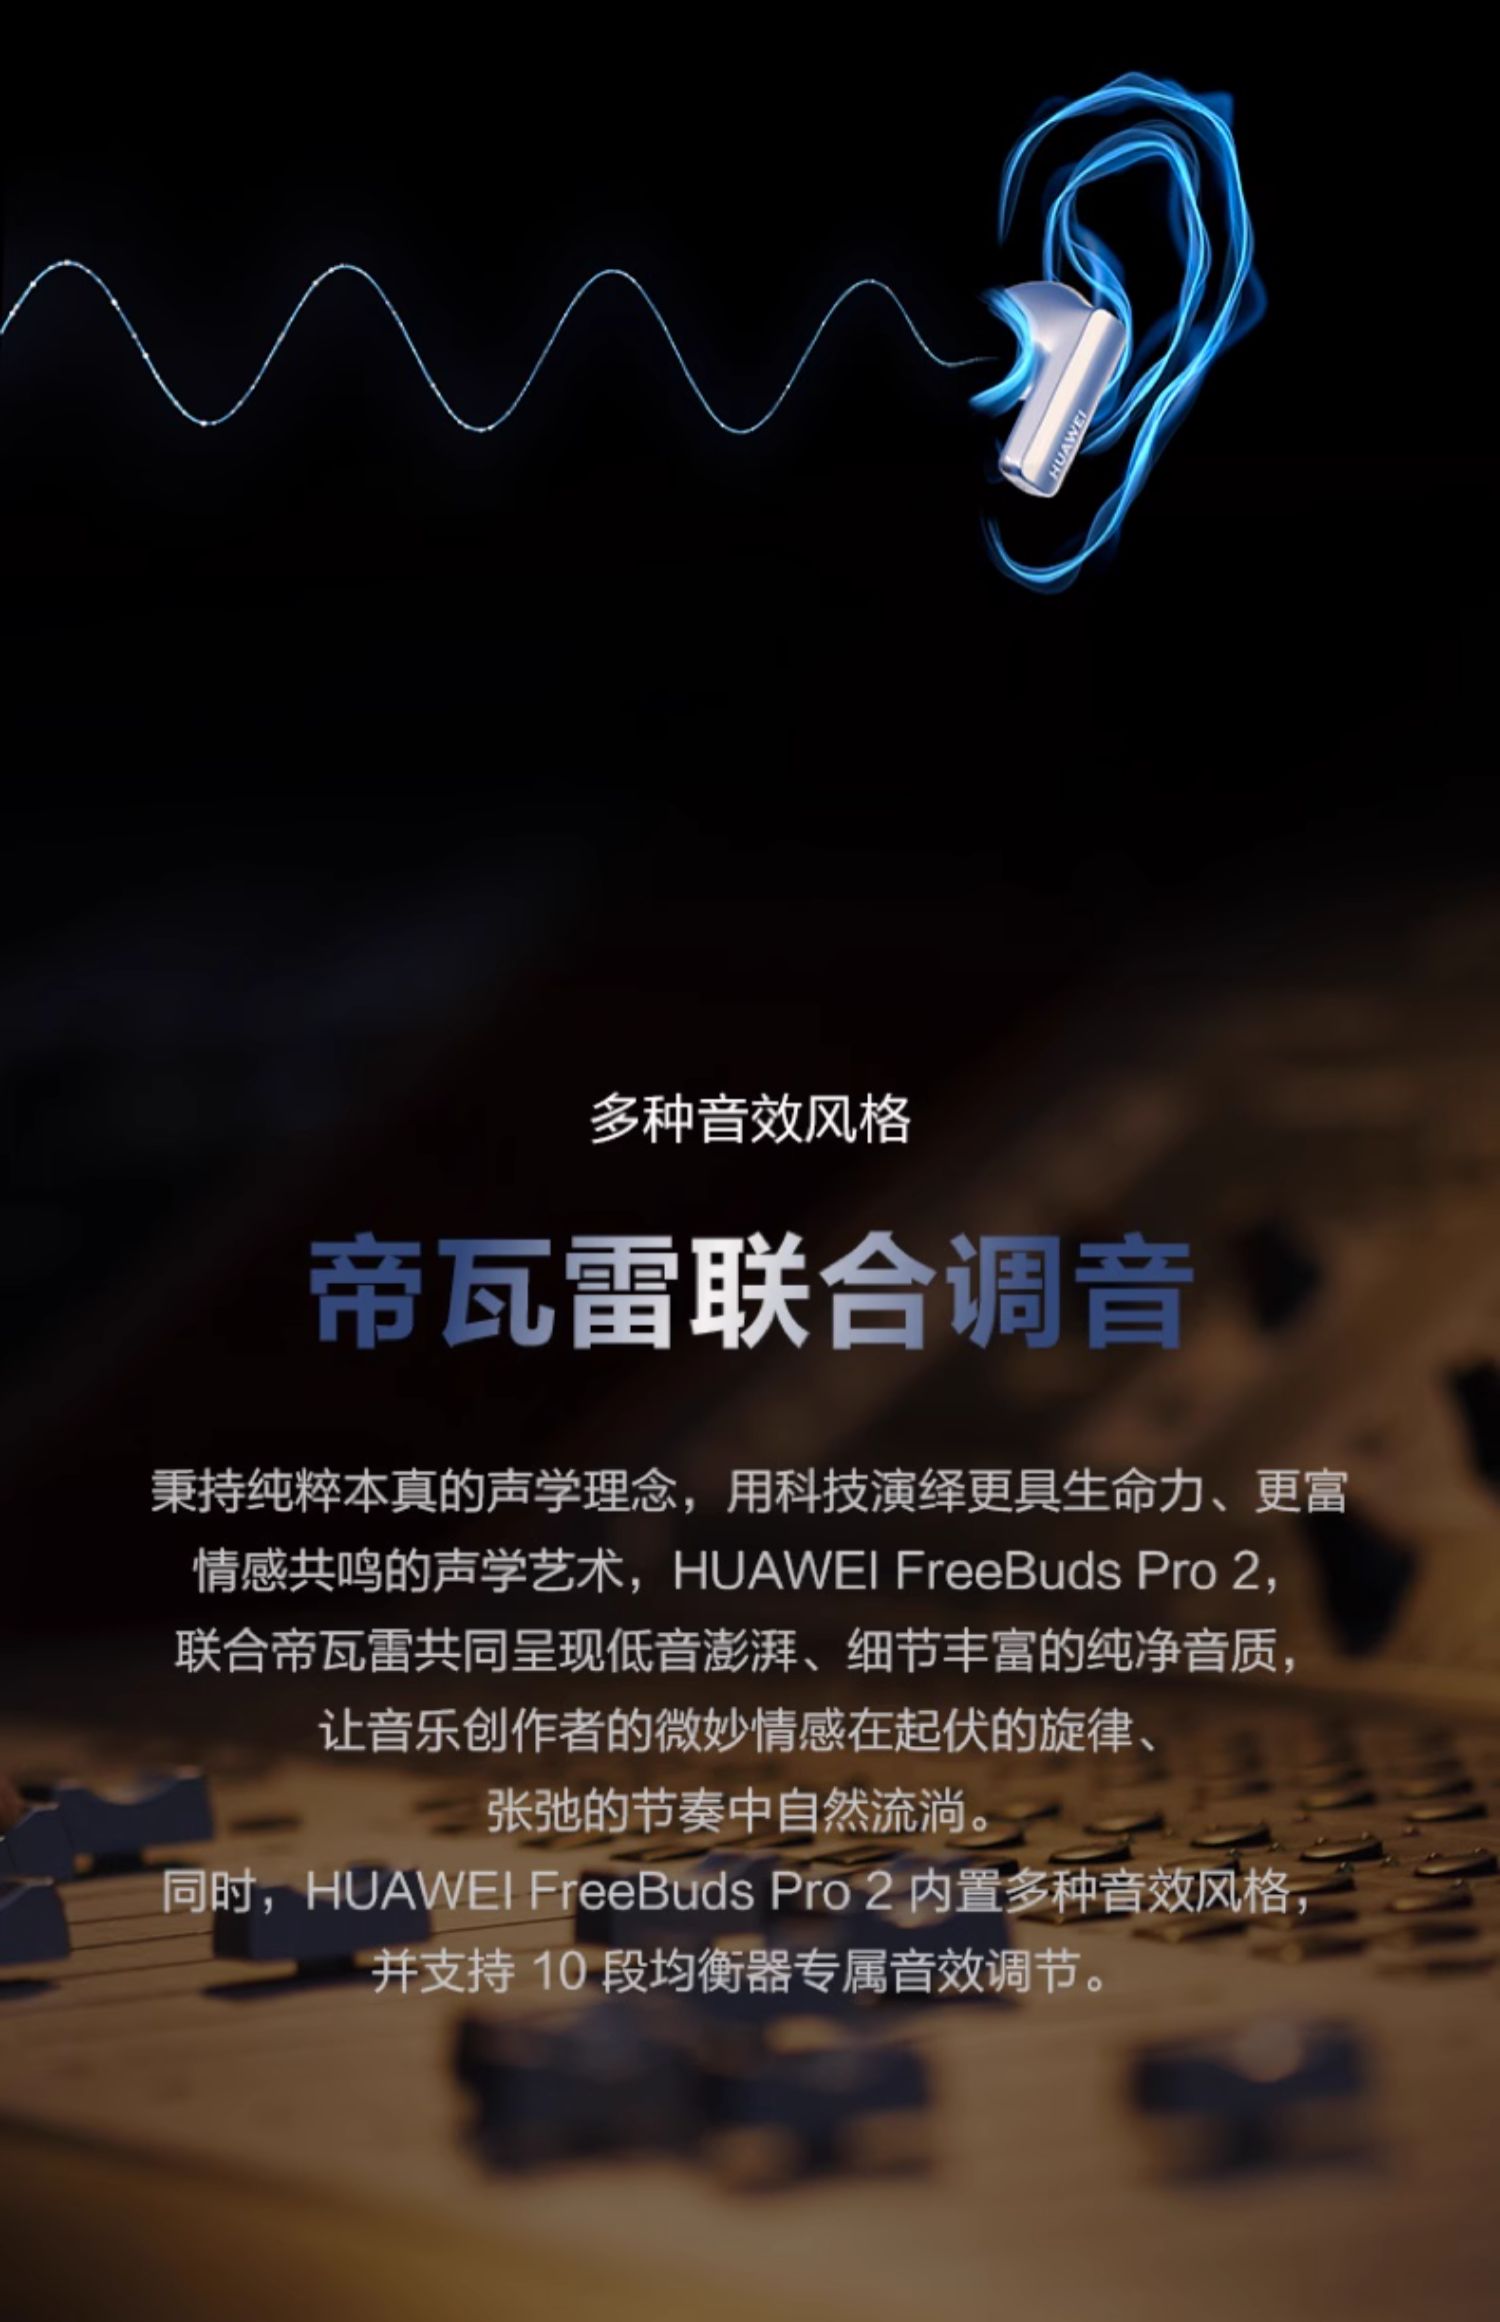 HUAWEI
多种音效风格
帝瓦雷联合调音
秉持纯粹本真的声学理念，用科技演绎更具生命力、更富
情感共鸣的声学艺术，HUAWEI FreeBuds Pro 2，
联合帝瓦雷共同呈现低音澎湃、细节丰富的纯净音质，
让音乐创作者的微妙情感在起伏的旋律、
张弛的节奏中自然流淌。
同时，HUAWEI FreeBuds Pro 2 内置多种音效风格，
并支持 10 段均衡器专属音效调节。